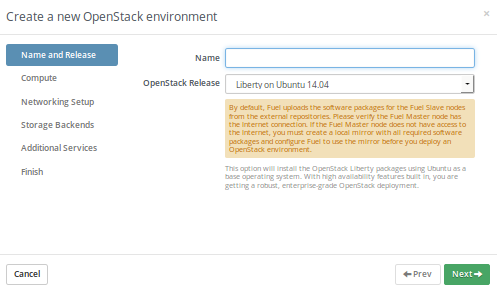 Create a new OpenStack environment
×
Name and Release
Compute
Networking Setup
Storage Backends
Additional Services
Finish
Name
OpenStack Release
Liberty on Ubuntu 14.04
By default, Fuel uploads the software packages for the Fuel Slave nodes
from the external repositories. Please verify the Fuel Master node has
the Internet connection. If the Fuel Master node does not have access to
the Internet, you must create a local mirror with all required software
packages and configure Fuel to use the mirror before you deploy an
OpenStack environment.
This option will install the OpenStack Liberty packages using Ubuntu as a
base operating system. With high availability features built in, you are
getting a robust, enterprise-grade OpenStack deployment.
Cancel
Prev
Next